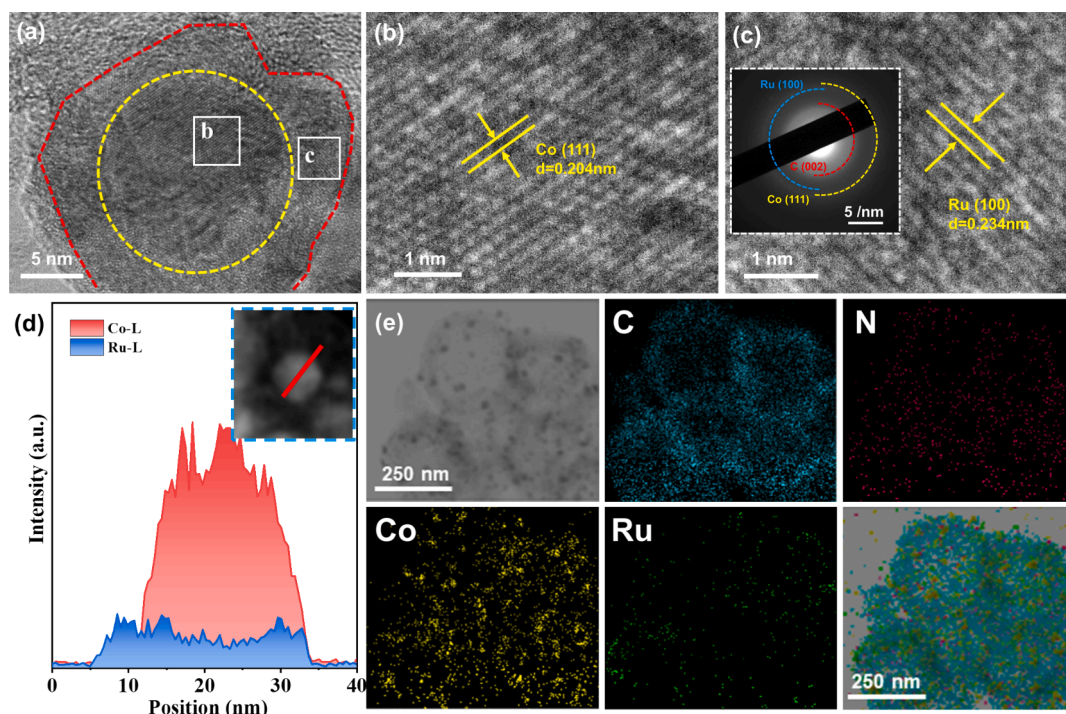 (a)
b
c
5 nm
(b)
Co (111)
d=0.204nm
1 nm
(c)
Ru (100)
C (002)
Co (111)
5 /nm
Ru (100)
d=0.234nm
1 nm
(d)
Co-L
Ru-L
Intensity (a.u.)
0 10 20 30 40
Position (nm)
(e)
250 nm
C
N
Co
Ru
250 nm